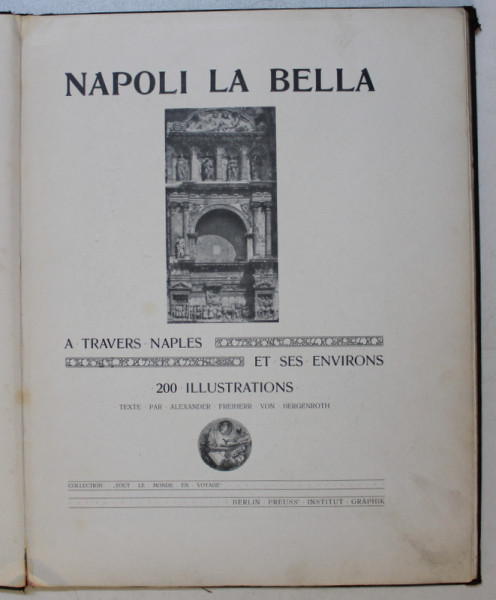 NAPOLI LA BELLA
A · TRAVERS · NAPLES
ET · SES · ENVIRONS
· 200 · ILLUSTRATIONS ·
TEXTE · PAR · ALEXANDER · FREIHERR · VON · BERGENROTH
COLLECTION „TOUT · LE · MONDE · EN · VOYAGE"
BERLIN · PREUSS' · INSTITUT · GRAPHIK